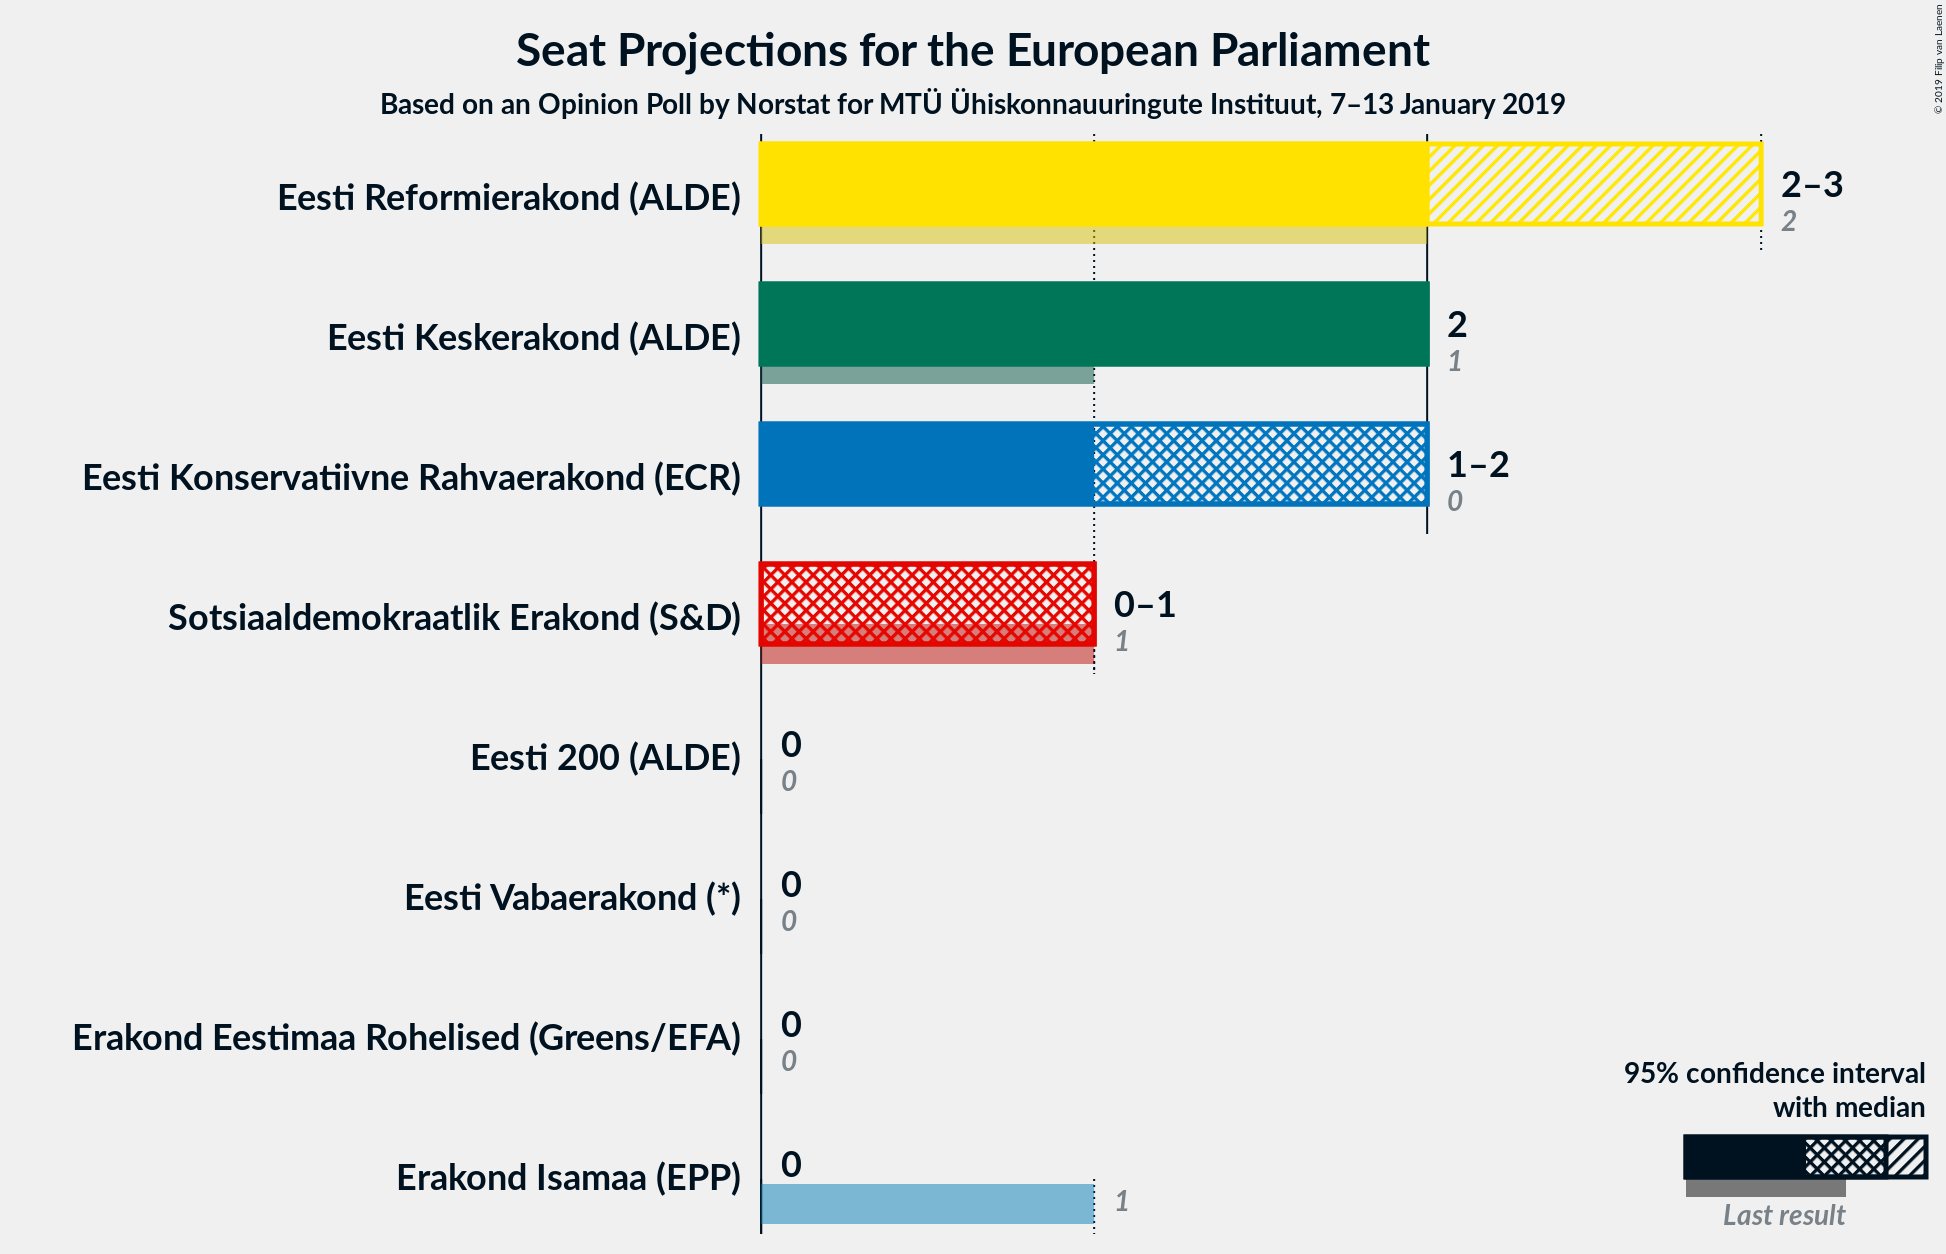 Seat Projections for the European Parliament
Based on an Opinion Poll by Norstat for MTÜ Ühiskonnauuringute Instituut, 7–13 January 2019
© 2019 Filip van Laenen
Eesti Reformierakond (ALDE)
2–3
2
Eesti Keskerakond (ALDE)
2
1
Eesti Konservatiivne Rahvaerakond (ECR)
1–2
0
Sotsiaaldemokraatlik Erakond (S&D)
0–1
1
Eesti 200 (ALDE)
0
0
Eesti Vabaerakond (*)
0
0
Erakond Eestimaa Rohelised (Greens/EFA)
0
0
Erakond Isamaa (EPP)
0
1
95% confidence interval
with median
Last result